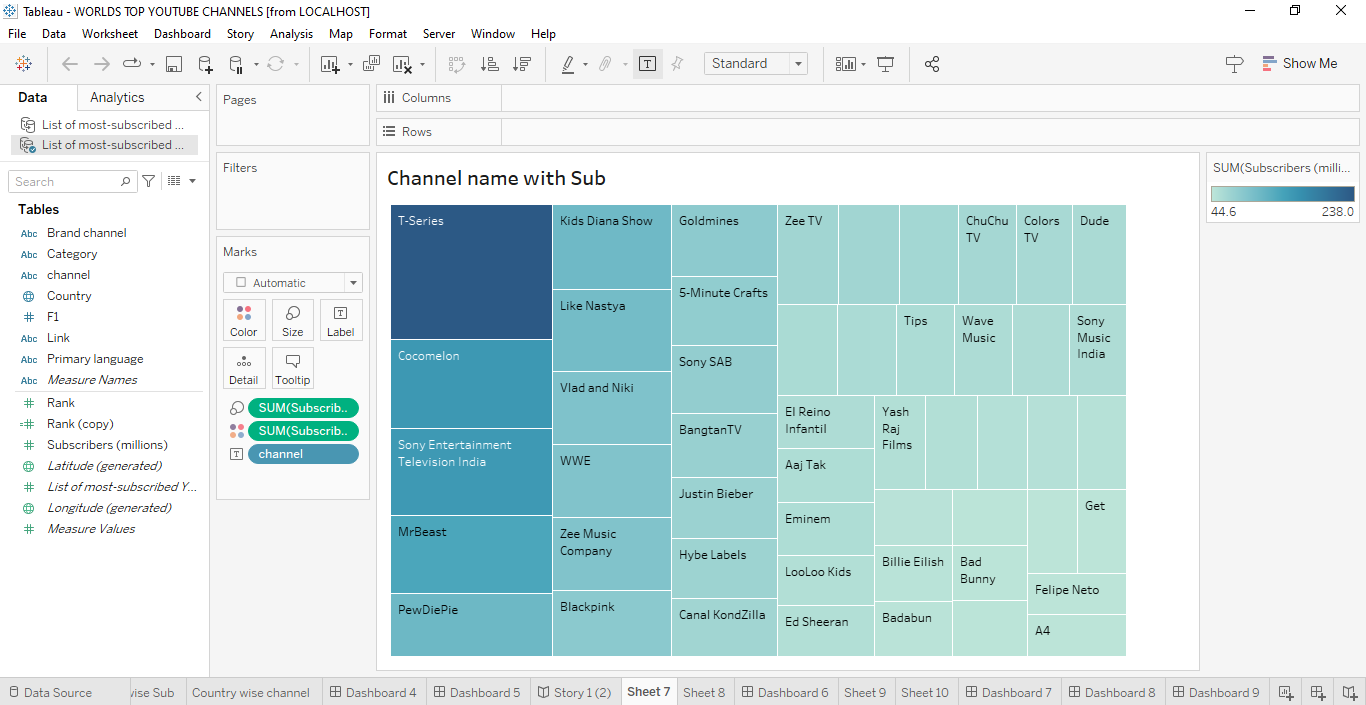 Tableau - WORLDS TOP YOUTUBE CHANNELS [from LOCALHOST]
File Data Worksheet Dashboard Story Analysis Map Format Server Window Help
Standard
Show Me
Data
Analytics
List of most-subscribed ...
List of most-subscribed ...
Search
Tables
Abc Brand channel
Abc Category
Abc channel
Country
# F1
Abc Link
Abc Primary language
Abc Measure Names
# Rank
=# Rank (copy)
# Subscribers (millions)
Latitude (generated)
# List of most-subscribed Y...
Longitude (generated)
# Measure Values
Pages
Filters
Marks
Automatic
Color
Size
T
Label
Detail
Tooltip
SUM(Subscrib..
SUM(Subscrib..
T
channel
Columns
Rows
Channel name with Sub
T-Series
Cocomelon
Sony Entertainment
Television India
MrBeast
PewDiePie
Kids Diana Show
Like Nastya
Vlad and Niki
WWE
Zee Music
Company
Blackpink
Goldmines
5-Minute Crafts
Sony SAB
BangtanTV
Justin Bieber
Hybe Labels
Canal KondZilla
Zee TV
ChuChu
TV
Colors
TV
Dude
Tips
Wave
Music
Sony
Music
India
El Reino
Infantil
Aaj Tak
Eminem
LooLoo Kids
Ed Sheeran
Yash
Raj
Films
Get
Billie Eilish
Bad
Bunny
Badabun
Felipe Neto
A4
SUM(Subscribers (milli...
44.6 238.0
Data Source
vise Sub
Country wise channel
Dashboard 4
Dashboard 5
Story 1 (2)
Sheet 7
Sheet 8
Dashboard 6
Sheet 9
Sheet 10
Dashboard 7
Dashboard 8
Dashboard 9